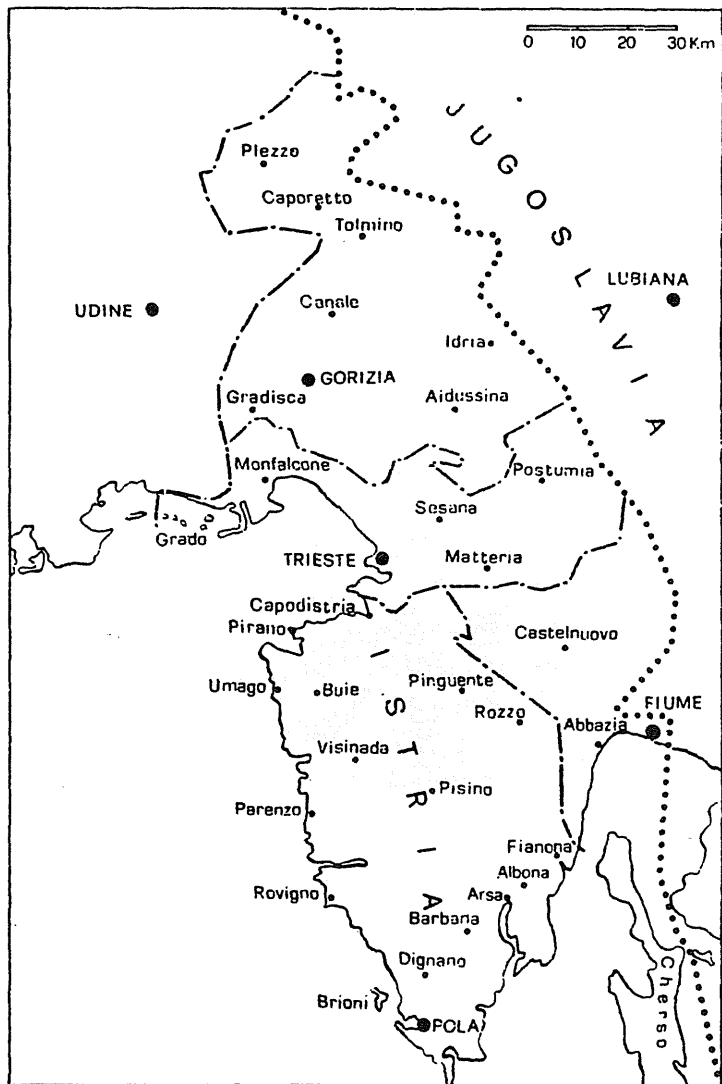 0 10 20 30 Km
JUGOSLAVIA
Plezzo
Caporetto
Tolmino
UDINE
Canale
LUBIANA
Idria
GORIZIA
Gradisca
Aidussina
Monfalcone
Postumia
Sesana
Grado
TRIESTE
Matteria
Capodistria
Pirano
Castelnuovo
ISTRIA
Umago
Buie
Pinguente
Rozzo
FIUME
Abbazia
Visinada
Pisino
Parenzo
Fianona
Albona
Rovigno
Arsa
Barbana
Dignano
Cherso
Brioni
POLA